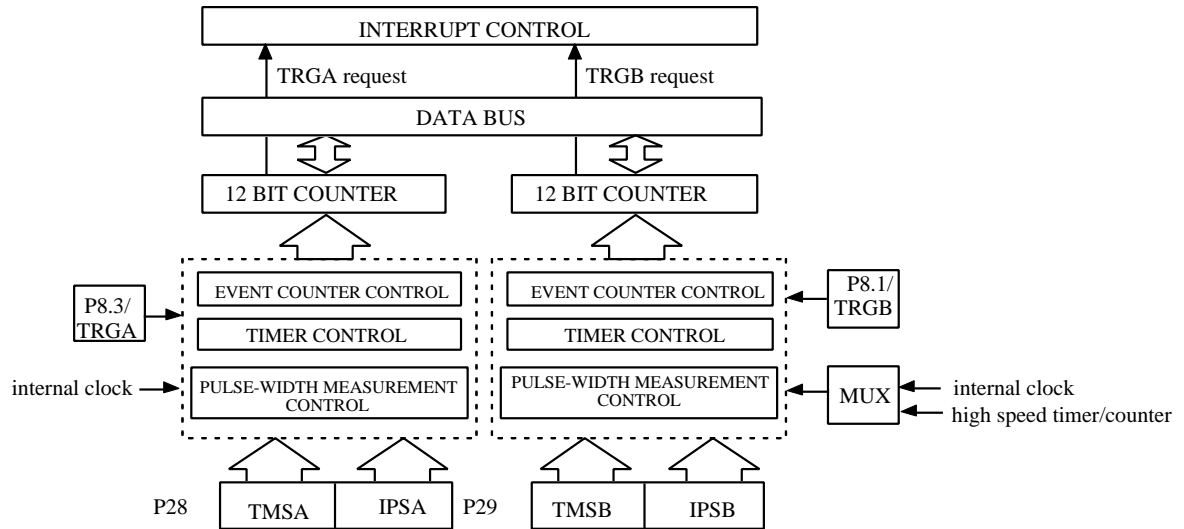 INTERRUPT CONTROL
TRGA request
TRGB request
DATA BUS
12 BIT COUNTER
12 BIT COUNTER
EVENT COUNTER CONTROL
EVENT COUNTER CONTROL
P8.3/
TRGA
P8.1/
TRGB
TIMER CONTROL
TIMER CONTROL
internal clock
PULSE-WIDTH MEASUREMENT
CONTROL
PULSE-WIDTH MEASUREMENT
CONTROL
MUX
internal clock
high speed timer/counter
P28
TMSA
IPSA
P29
TMSB
IPSB